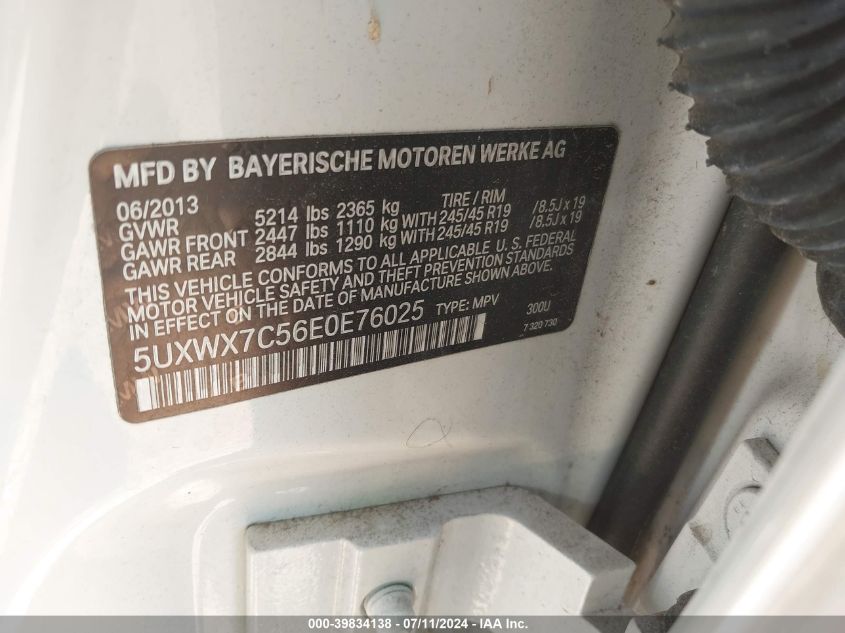 MFD BY BAYERISCHE MOTOREN WERKE AG
06/2013 TIRE / RIM
GVWR 5214 lbs 2365 kg
GAWR FRONT 2447 lbs 1110 kg WITH 245/45 R19 /8.5J x 19
GAWR REAR 2844 lbs 1290 kg WITH 245/45 R19 /8.5J x 19
THIS VEHICLE CONFORMS TO ALL APPLICABLE U.S. FEDERAL
MOTOR VEHICLE SAFETY AND THEFT PREVENTION STANDARDS
IN EFFECT ON THE DATE OF MANUFACTURE SHOWN ABOVE.
5UXWX7C56E0E76025 TYPE: MPV 300U
7 320 730
000-39834138 - 07/11/2024 - IAAI.com